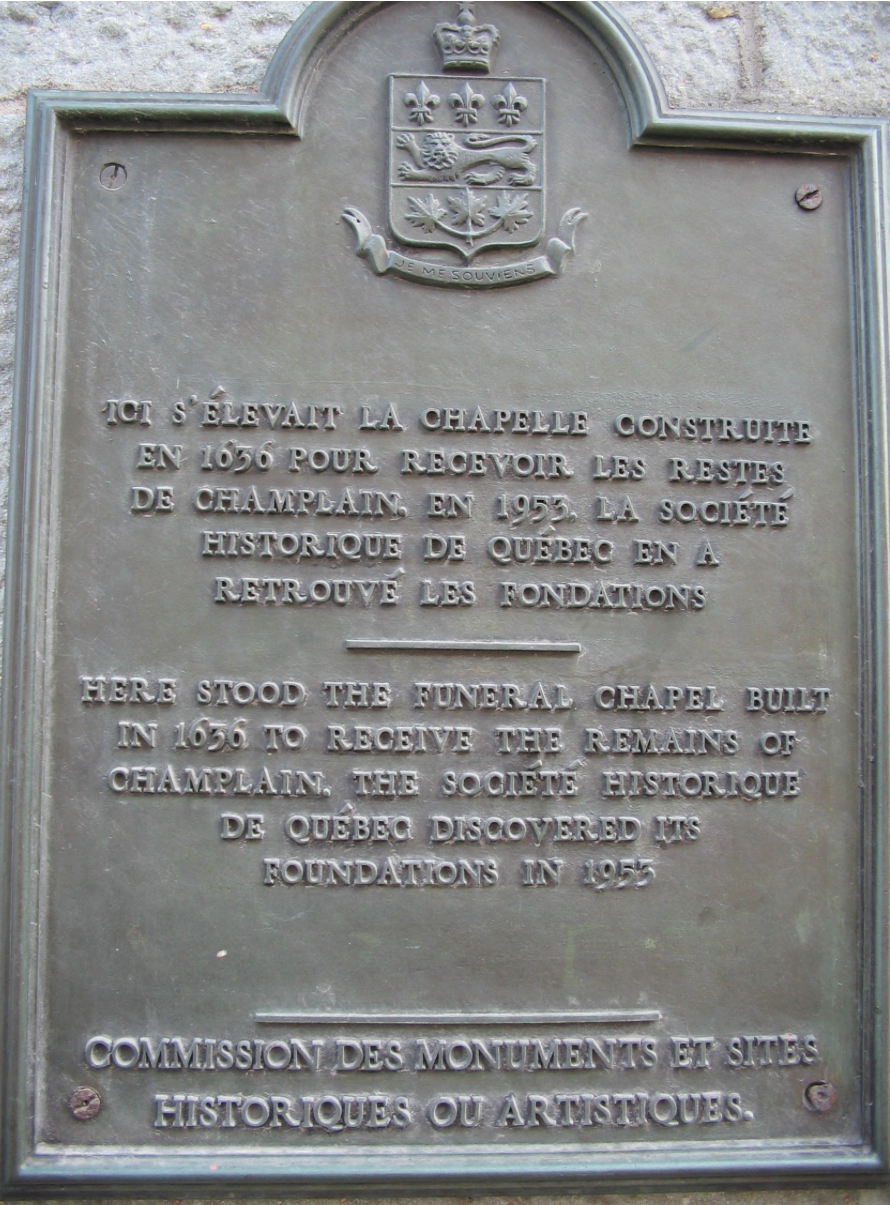 JE ME SOUVIENS
ICI S'ÉLEVAIT LA CHAPELLE CONSTRUITE
EN 1636 POUR RECEVOIR LES RESTES
DE CHAMPLAIN. EN 1953. LA SOCIÉTÉ
HISTORIQUE DE QUÉBEC EN A
RETROUVÉ LES FONDATIONS
HERE STOOD THE FUNERAL CHAPEL BUILT
IN 1636 TO RECEIVE THE REMAINS OF
CHAMPLAIN. THE SOCIÉTÉ HISTORIQUE
DE QUÉBEC DISCOVERED ITS
FOUNDATIONS IN 1953
COMMISSION DES MONUMENTS ET SITES
HISTORIQUES OU ARTISTIQUES.